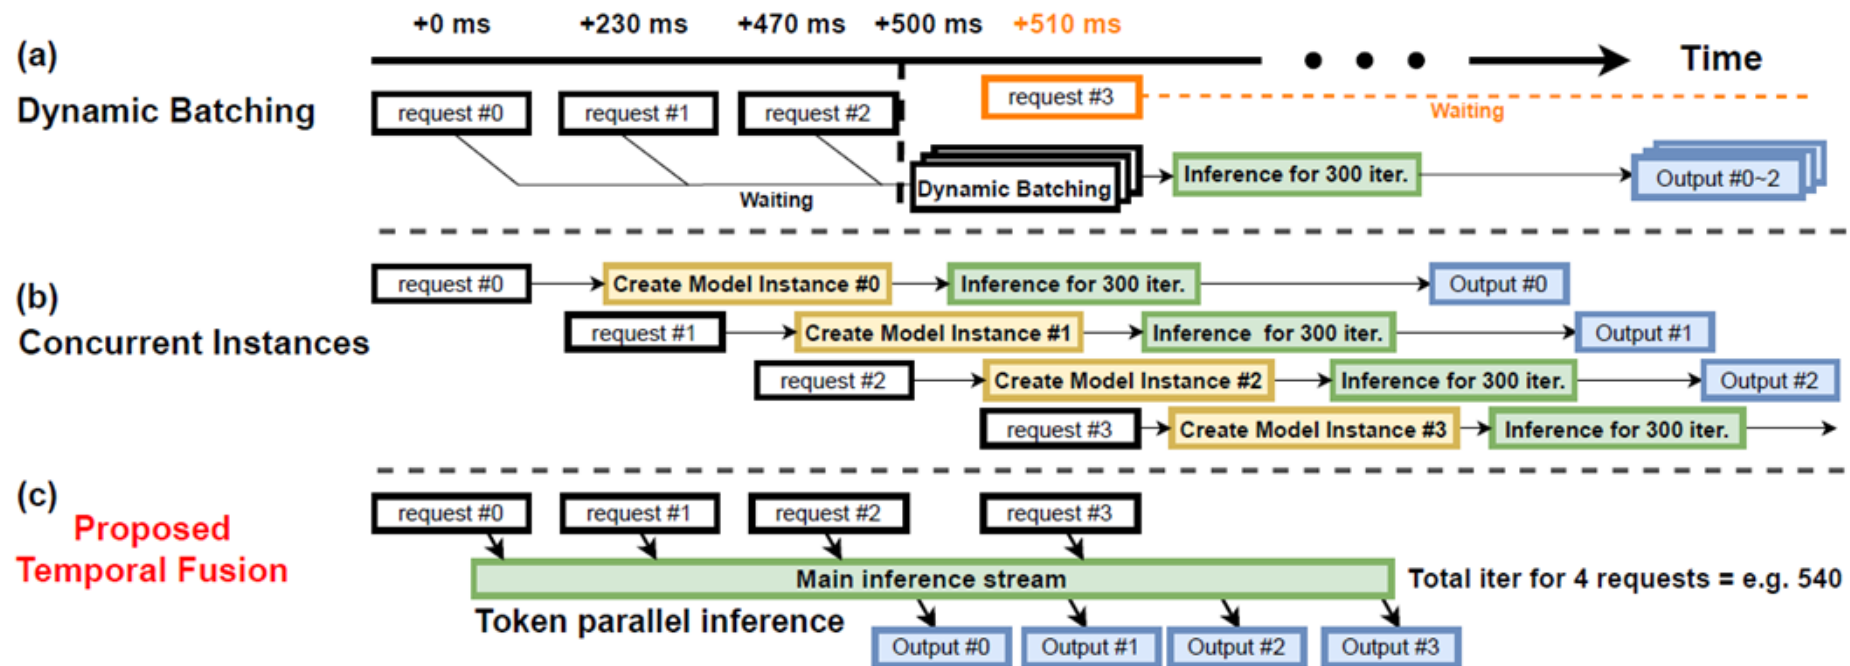 +0 ms +230 ms +470 ms +500 ms +510 ms
(a)
Time
Dynamic Batching
request #0 request #1 request #2 request #3
Waiting
Dynamic Batching Inference for 300 iter. Output #0~2
Waiting
(b)
Concurrent Instances
request #0 Create Model Instance #0 Inference for 300 iter. Output #0
request #1 Create Model Instance #1 Inference for 300 iter. Output #1
request #2 Create Model Instance #2 Inference for 300 iter. Output #2
request #3 Create Model Instance #3 Inference for 300 iter.
(c)
Proposed
Temporal Fusion
request #0 request #1 request #2 request #3
Main inference stream Total iter for 4 requests = e.g. 540
Token parallel inference
Output #0 Output #1 Output #2 Output #3